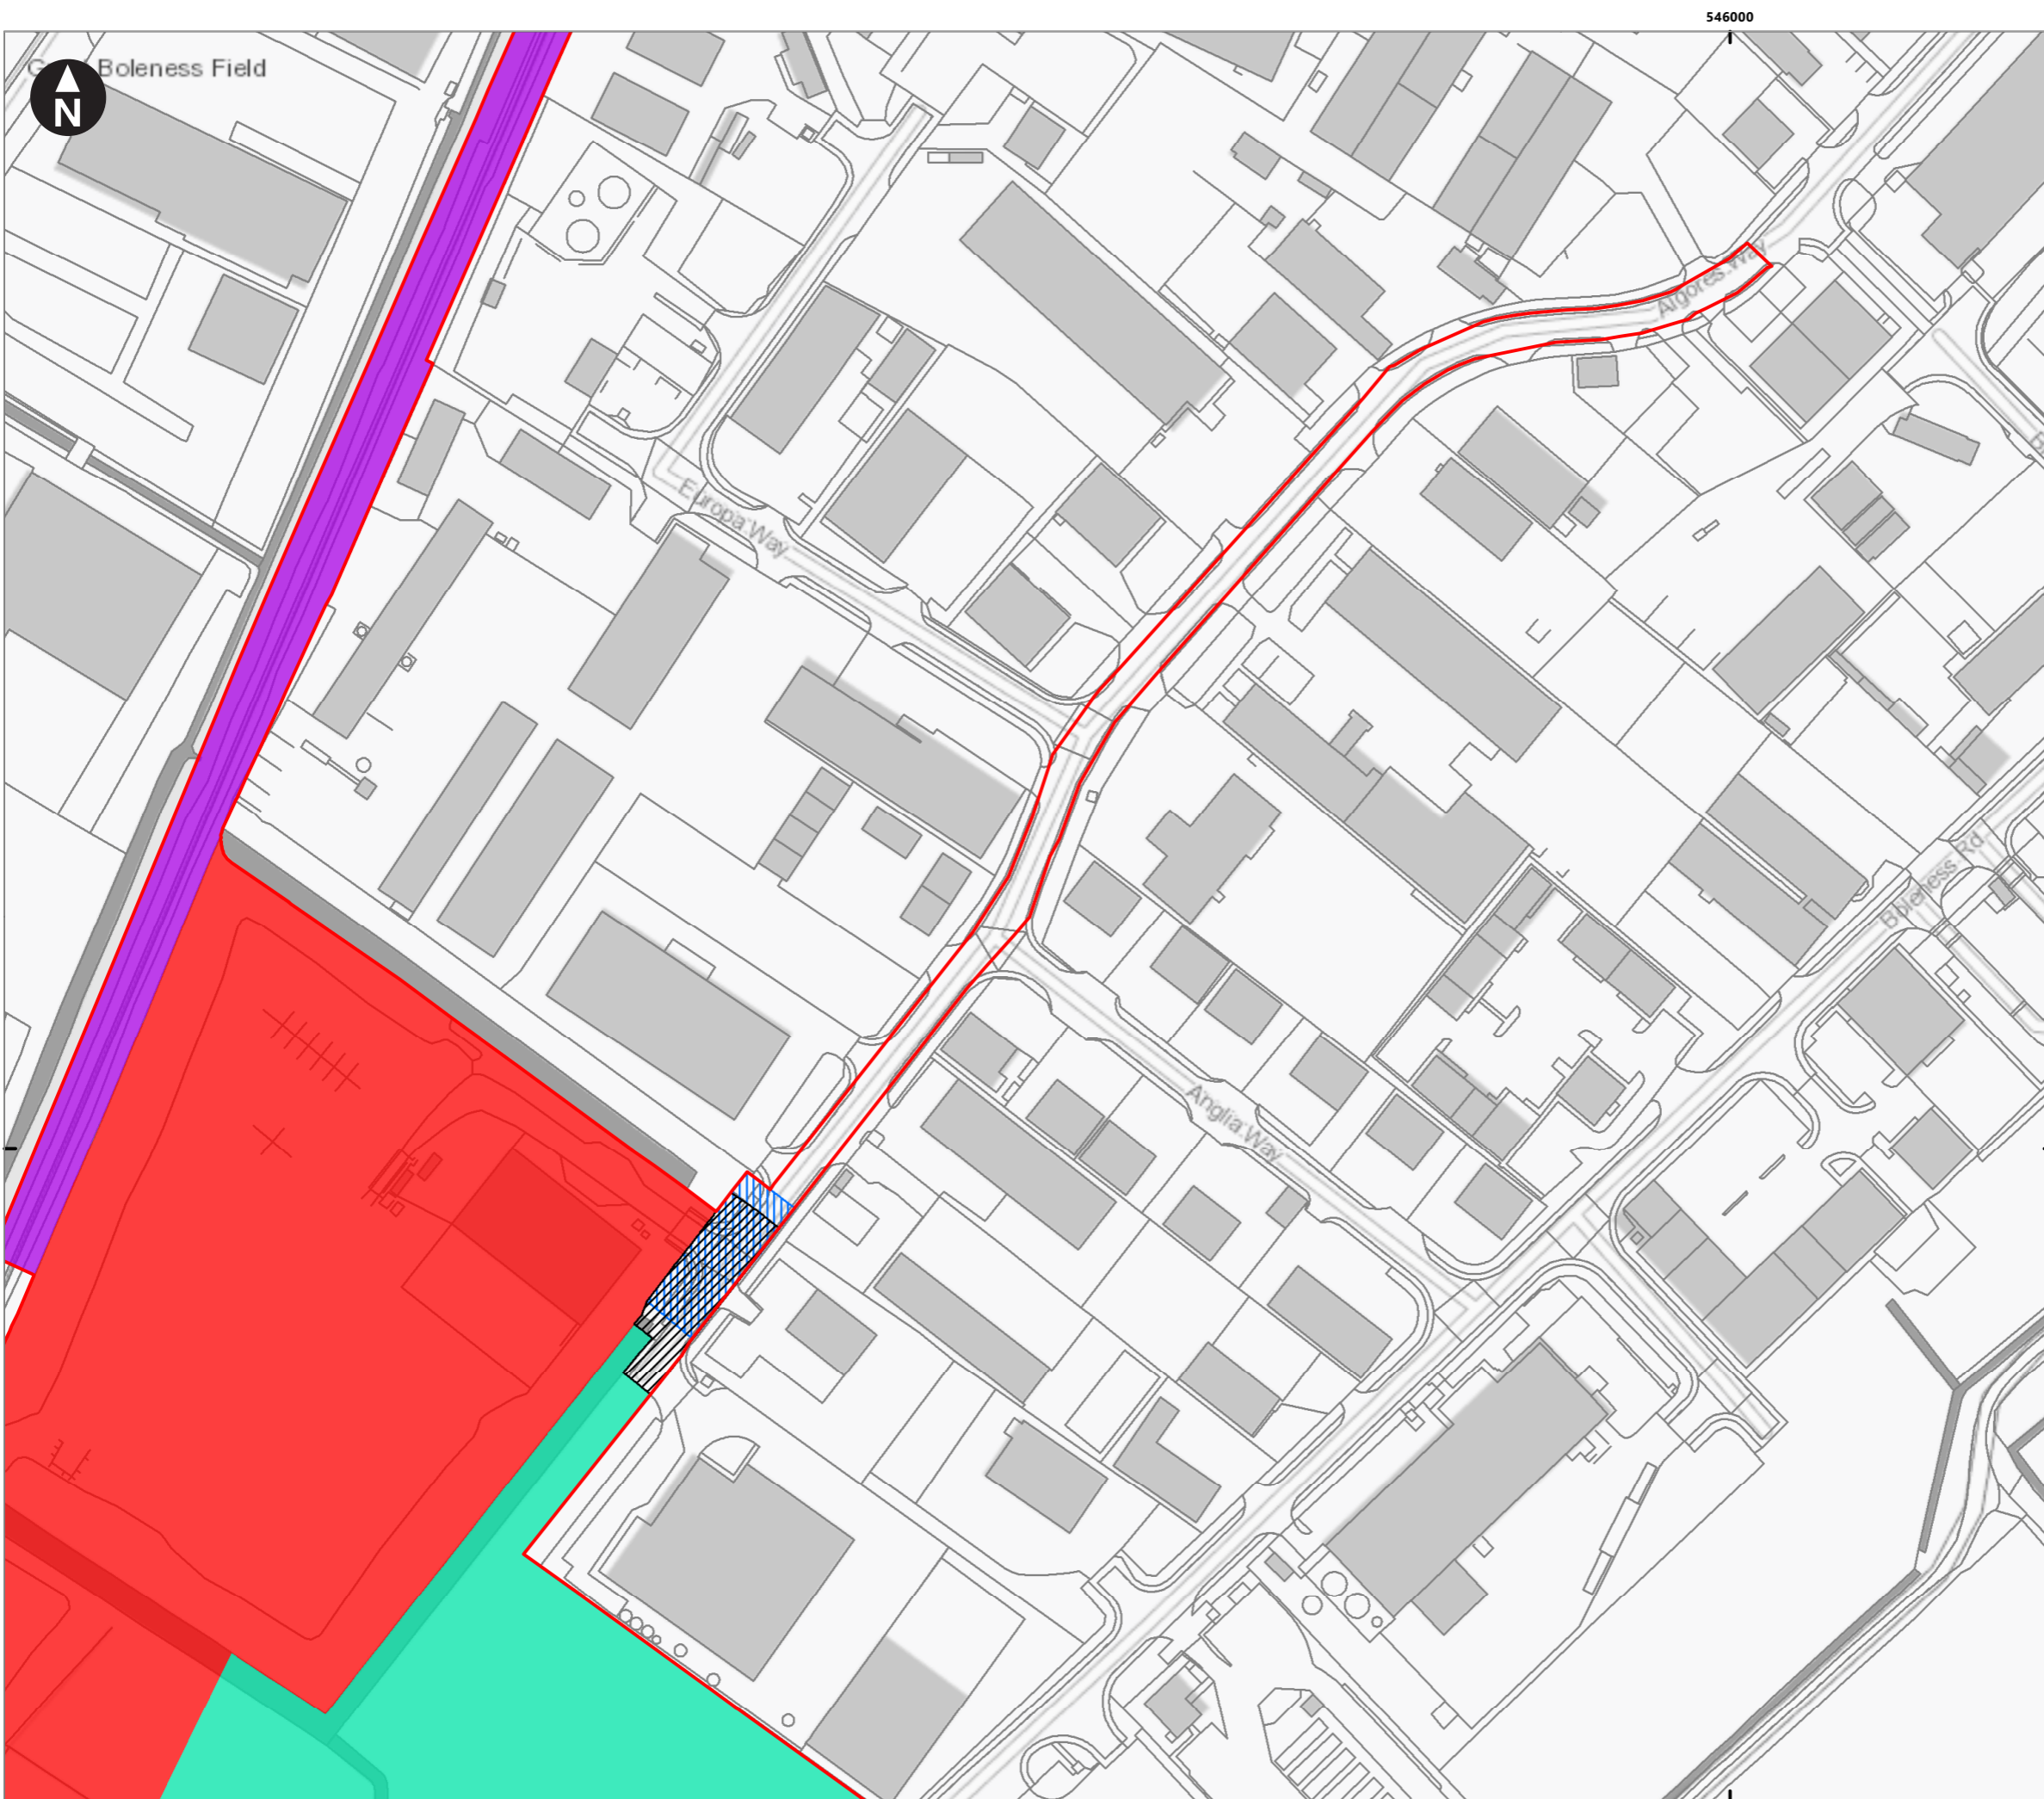 546000
Boleness Field
N
Algores Way
Europa Way
Boleness Rd
Anglia Way